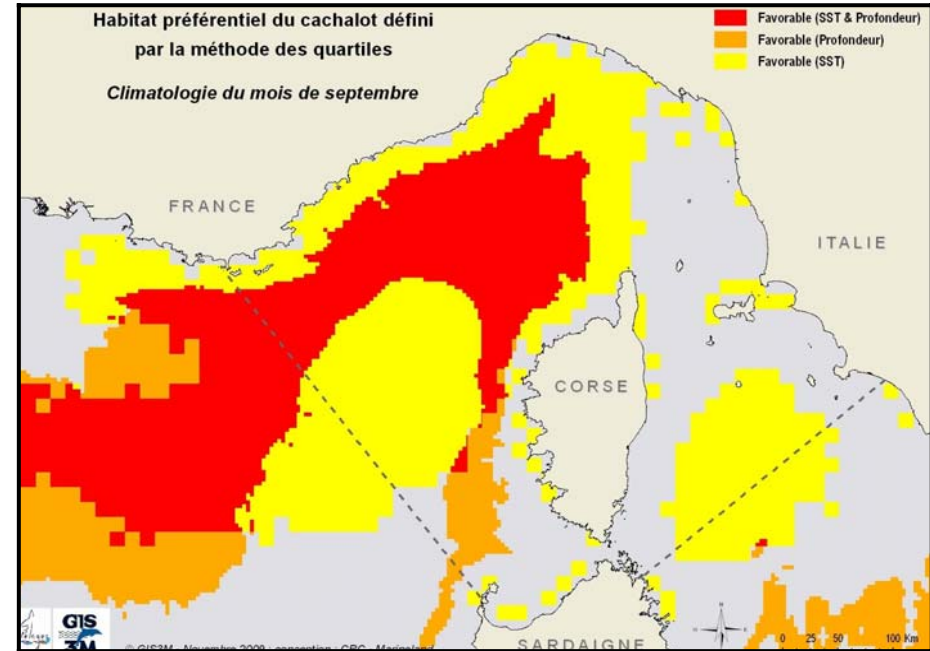 Habitat préférentiel du cachalot défini
par la méthode des quartiles
Climatologie du mois de septembre
Favorable (SST & Profondeur)
Favorable (Profondeur)
Favorable (SST)
FRANCE
ITALIE
CORSE
SARDAIGNE
GIS
3M
© GIS3M - Novembre 2009 : conception : CRC - Marineland
N
0 25 50 100 Km